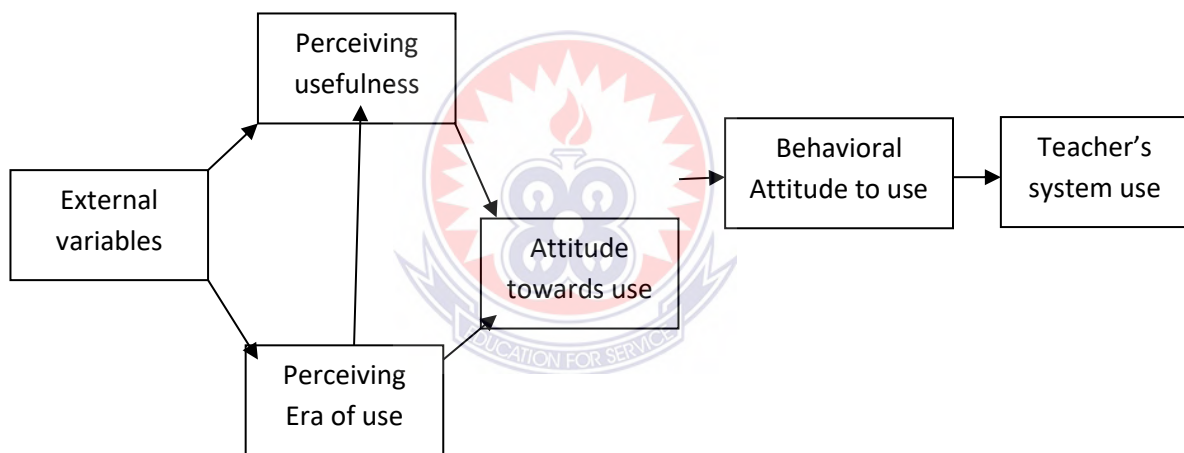 Perceiving
usefulness
External
variables
Behavioral
Attitude to use
Teacher’s
system use
Attitude
towards use
Perceiving
Era of use
EDUCATION FOR SERVICE